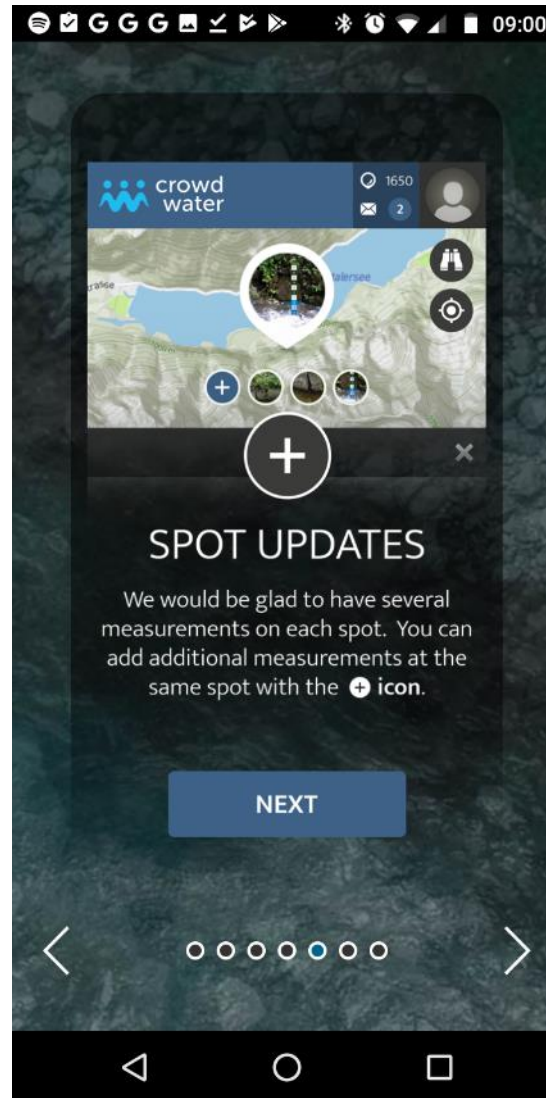 G G G 09:00
crowd
water
1650
2
SPOT UPDATES
We would be glad to have several
measurements on each spot. You can
add additional measurements at the
same spot with the + icon.
NEXT